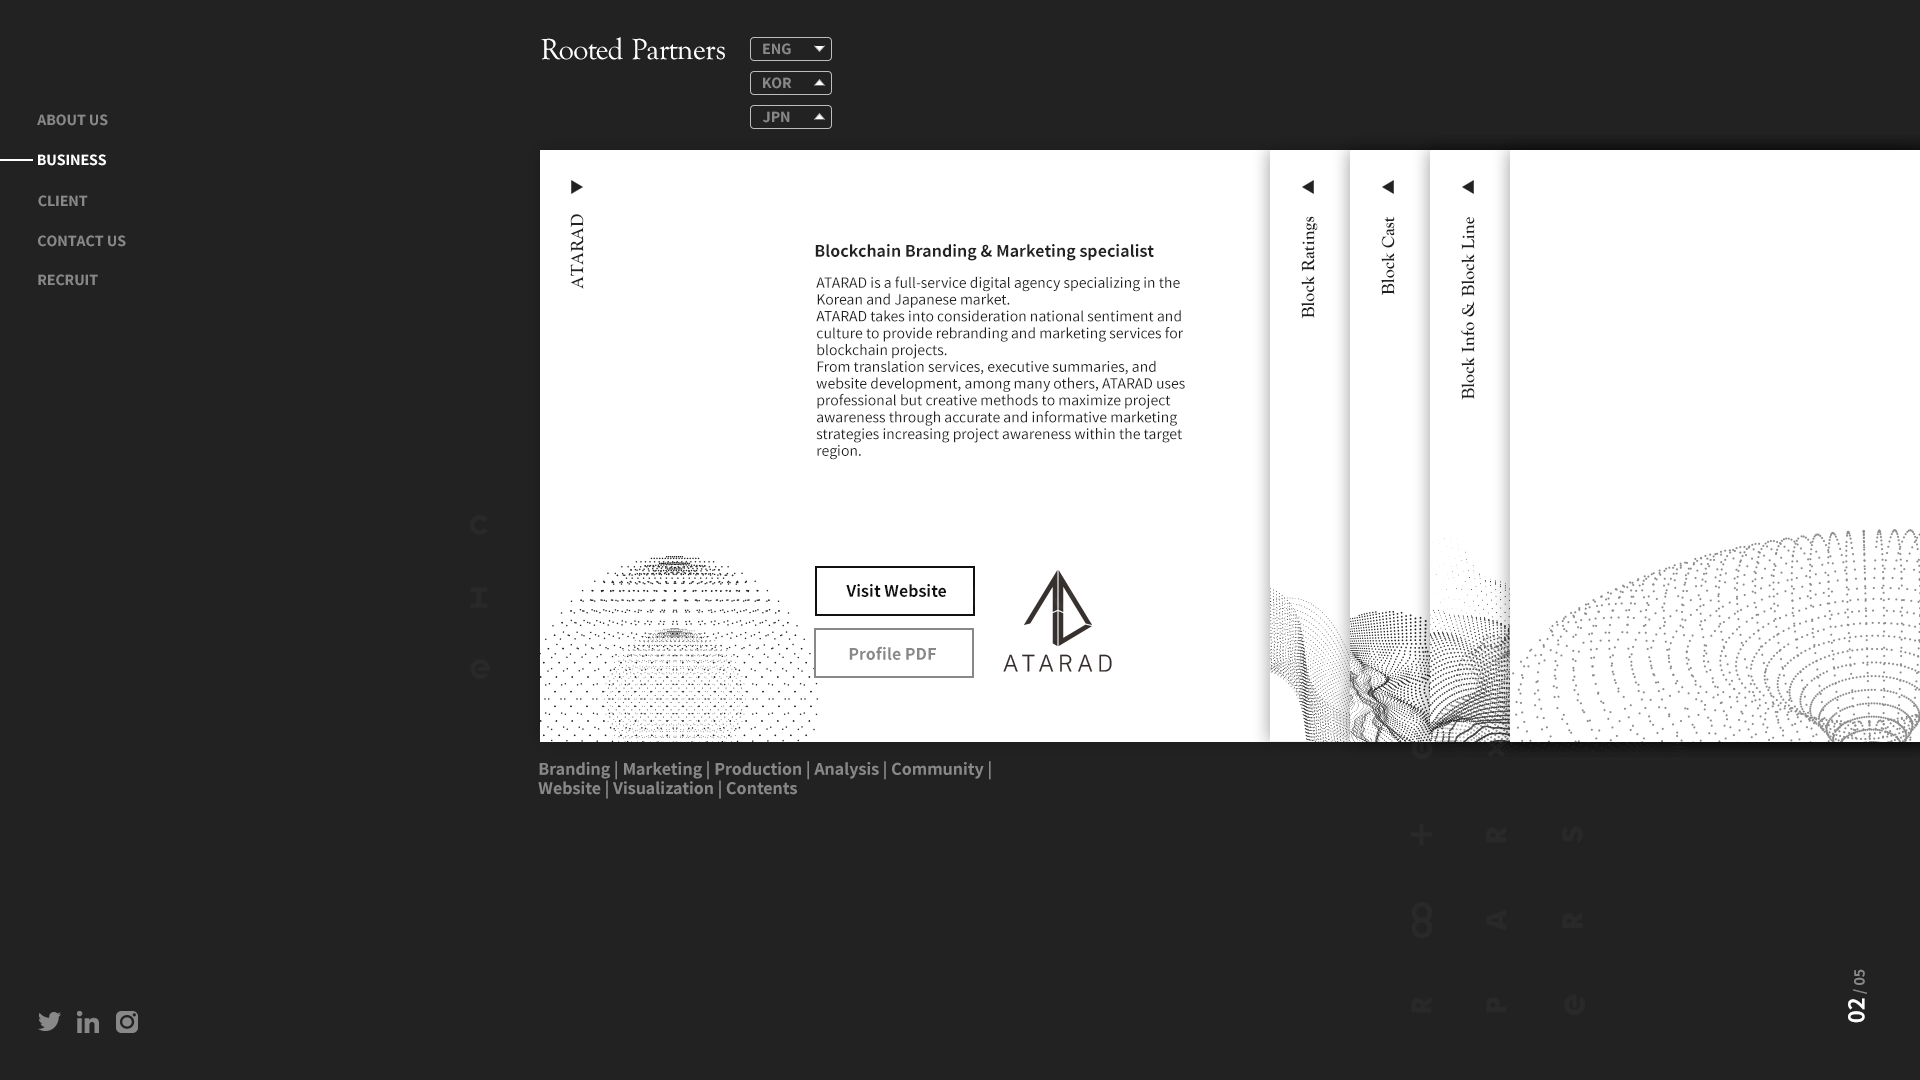 Rooted Partners
ENG
KOR
JPN
ABOUT US
BUSINESS
CLIENT
CONTACT US
RECRUIT
ATARAD
Blockchain Branding & Marketing specialist
ATARAD is a full-service digital agency specializing in the
Korean and Japanese market.
ATARAD takes into consideration national sentiment and
culture to provide rebranding and marketing services for
blockchain projects.
From translation services, executive summaries, and
website development, among many others, ATARAD uses
professional but creative methods to maximize project
awareness through accurate and informative marketing
strategies increasing project awareness within the target
region.
Visit Website
Profile PDF
ATARAD
Block Ratings
Block Cast
Block Info & Block Line
Branding | Marketing | Production | Analysis | Community |
Website | Visualization | Contents
in
02 / 05